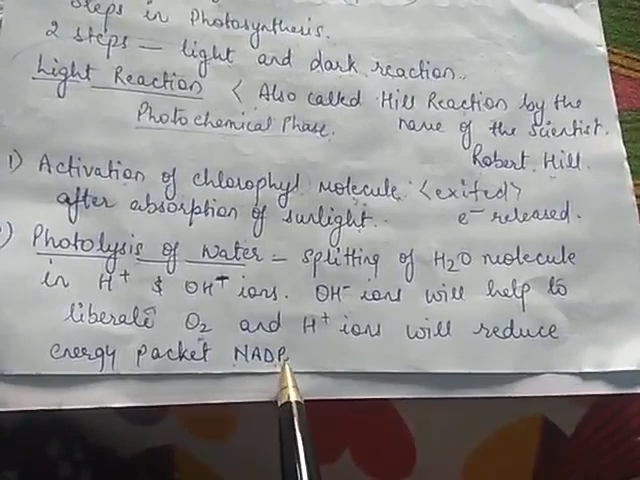 Steps in Photosynthesis.
2 steps – light and dark reaction.
Light Reaction < Also called Hill Reaction by the
Photochemical Phase. name of the scientist.
Robert Hill.
1) Activation of chlorophyl molecule <exited>
after absorption of sunlight. e⁻ released.
) Photolysis of Water = splitting of H₂O molecule
in H⁺ & OH⁺ ions. OH⁻ ions will help to
liberate O₂ and H⁺ ions will reduce
energy packet NADP